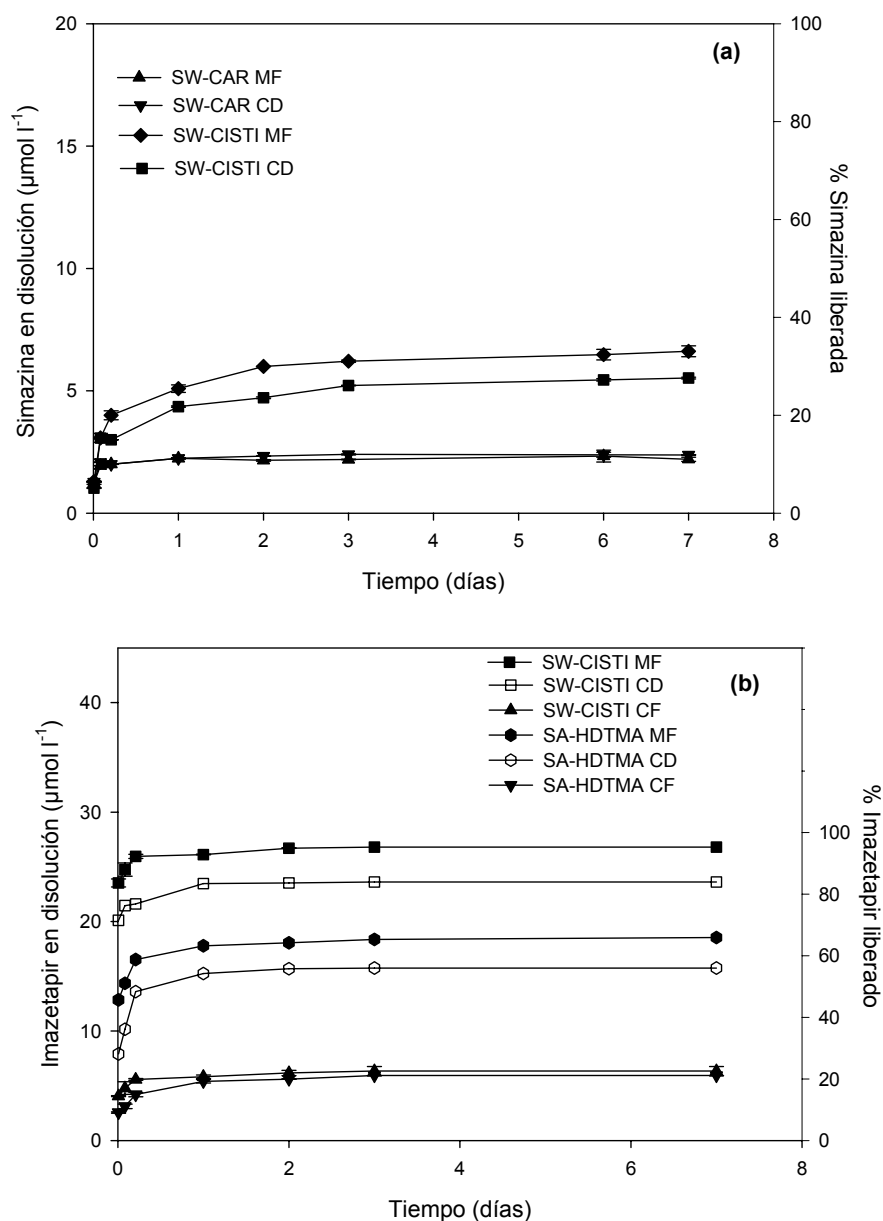 (a)
SW-CAR MF
SW-CAR CD
SW-CISTI MF
SW-CISTI CD
Simazina en disolución (µmol l⁻¹)
20
15
10
5
0
% Simazina liberada
100
80
60
40
20
0
0 1 2 3 4 5 6 7 8
Tiempo (días)
(b)
SW-CISTI MF
SW-CISTI CD
SW-CISTI CF
SA-HDTMA MF
SA-HDTMA CD
SA-HDTMA CF
Imazetapir en disolución (µmol l⁻¹)
40
30
20
10
0
% Imazetapir liberado
100
80
60
40
20
0
0 2 4 6 8
Tiempo (días)